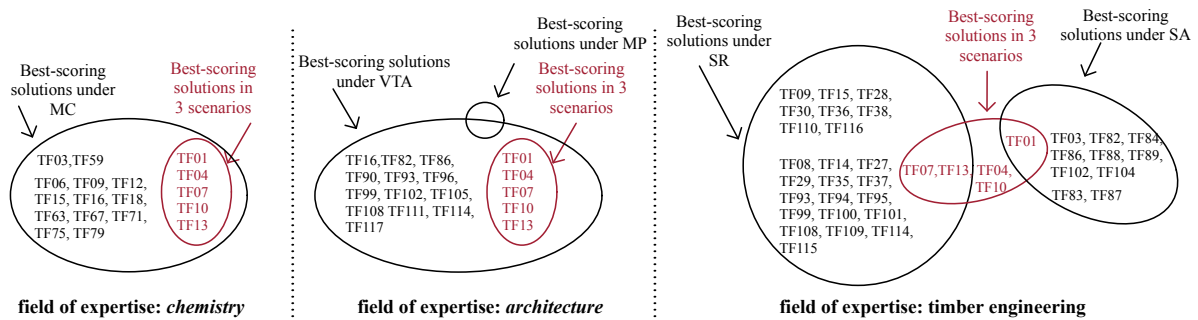 Best-scoring
solutions under
MC
Best-scoring
solutions in
3 scenarios
TF03,TF59
TF06, TF09, TF12,
TF15, TF16, TF18,
TF63, TF67, TF71,
TF75, TF79
TF01
TF04
TF07
TF10
TF13
field of expertise: chemistry
Best-scoring solutions
under VTA
Best-scoring
solutions under MP
Best-scoring
solutions in 3
scenarios
TF16,TF82, TF86,
TF90, TF93, TF96,
TF99, TF102, TF105,
TF108 TF111, TF114,
TF117
TF01
TF04
TF07
TF10
TF13
field of expertise: architecture
Best-scoring
solutions under
SR
Best-scoring
solutions in 3
scenarios
Best-scoring
solutions under SA
TF09, TF15, TF28,
TF30, TF36, TF38,
TF110, TF116
TF08, TF14, TF27,
TF29, TF35, TF37,
TF93, TF94, TF95,
TF99, TF100, TF101,
TF108, TF109, TF114,
TF115
TF07,TF13,
TF04,
TF10
TF01
TF03, TF82, TF84,
TF86, TF88, TF89,
TF102, TF104
TF83, TF87
field of expertise: timber engineering